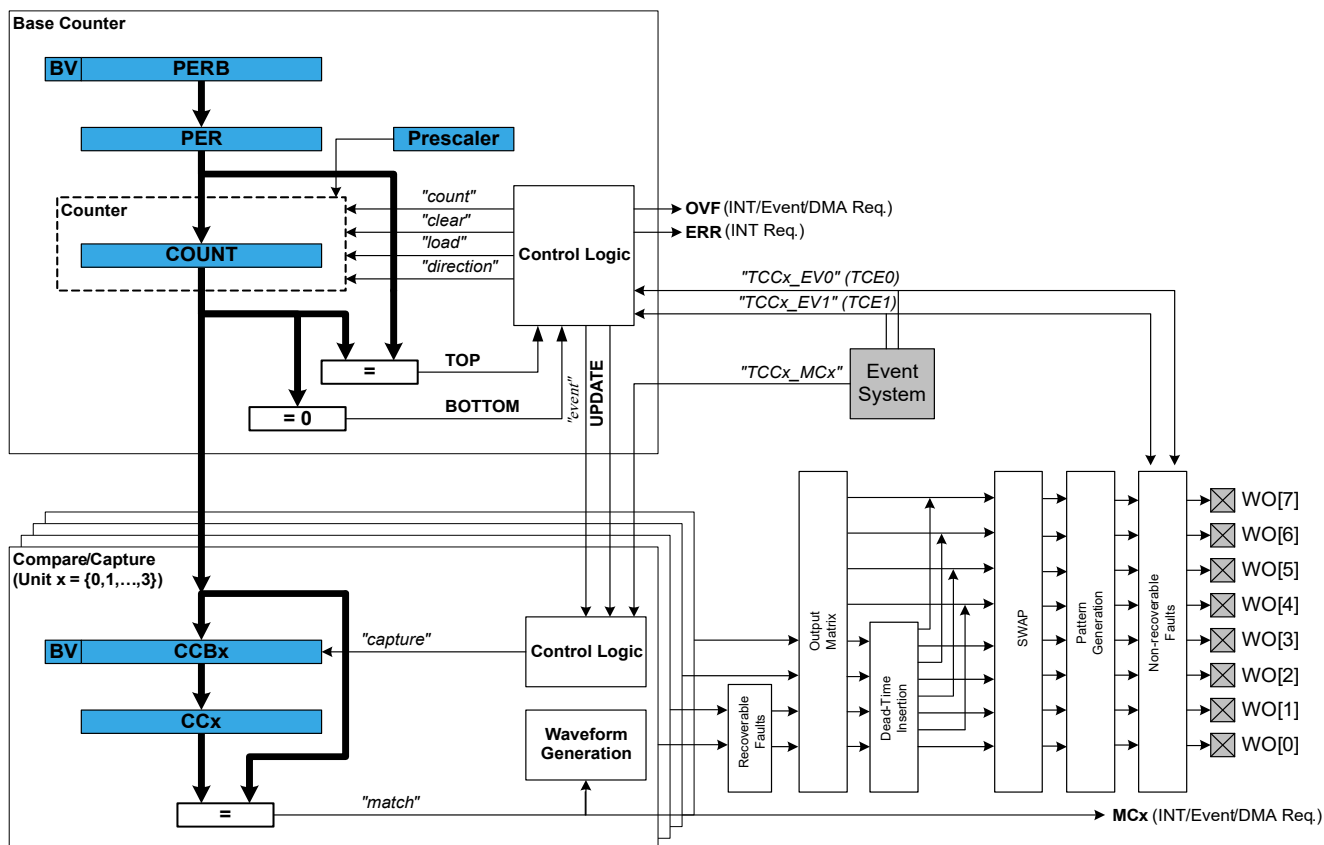 Base Counter
BV
PERB
PER
Prescaler
Counter
COUNT
"count"
"clear"
"load"
"direction"
Control Logic
OVF (INT/Event/DMA Req.)
ERR (INT Req.)
"TCCx_EV0" (TCE0)
"TCCx_EV1" (TCE1)
"TCCx_MCx"
Event
System
=
TOP
= 0
BOTTOM
"event"
UPDATE
Compare/Capture
(Unit x = {0,1,…,3})
BV
CCBx
"capture"
Control Logic
CCx
Waveform
Generation
=
"match"
Recoverable
Faults
Output
Matrix
Dead-Time
Insertion
SWAP
Pattern
Generation
Non-recoverable
Faults
WO[7]
WO[6]
WO[5]
WO[4]
WO[3]
WO[2]
WO[1]
WO[0]
MCx (INT/Event/DMA Req.)